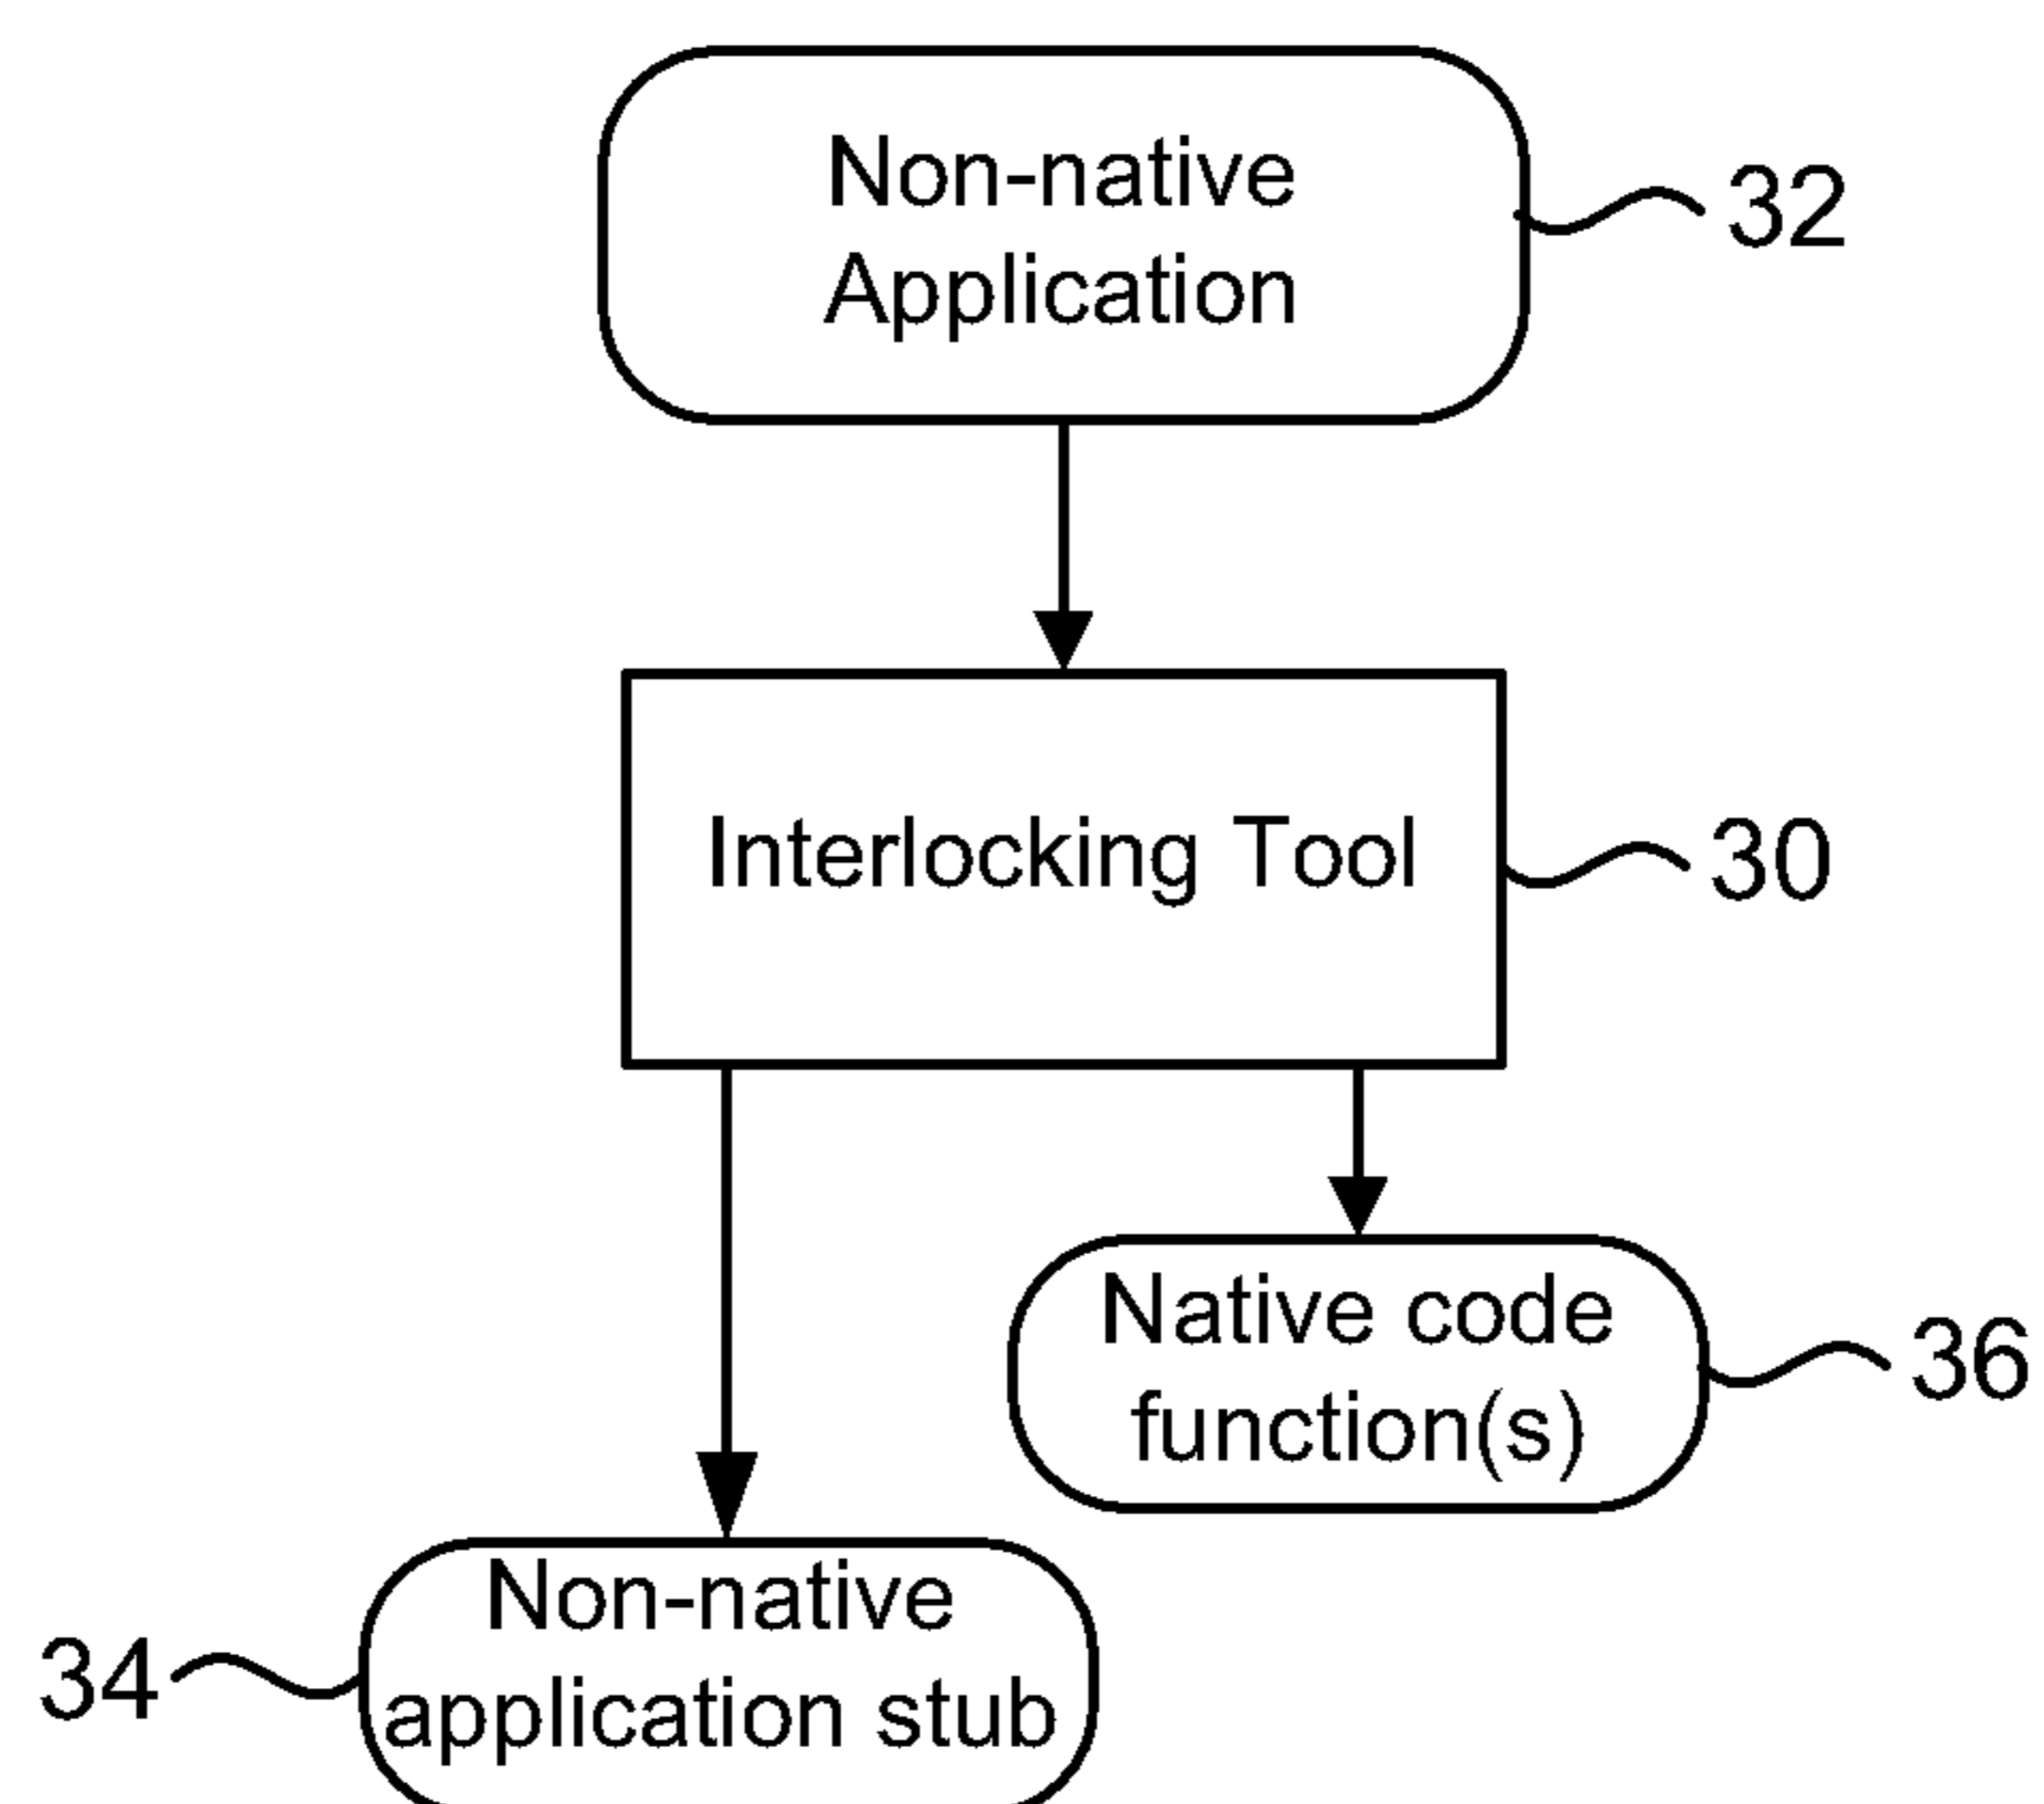 Non-native
Application
32
Interlocking Tool
30
Native code
function(s)
36
Non-native
application stub
34